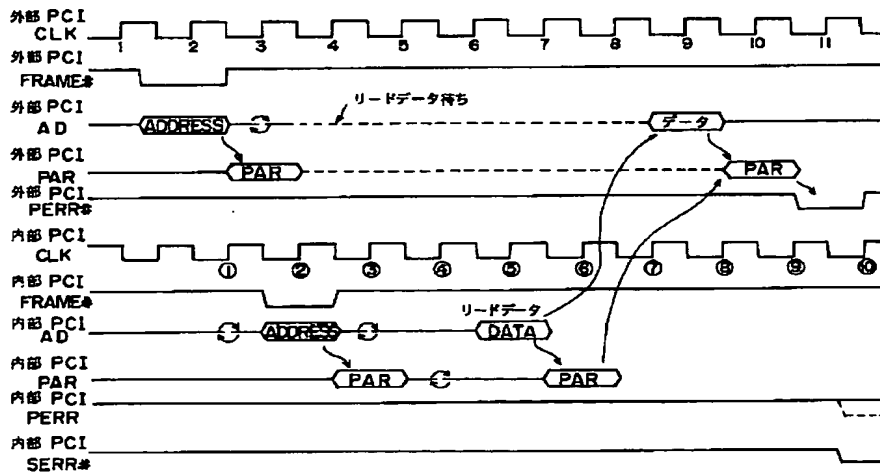 外部 PCI
CLK
1 2 3 4 5 6 7 8 9 10 11
外部 PCI
FRAME#
リードデータ待ち
外部 PCI
AD
ADDRESS データ
外部 PCI
PAR
PAR PAR
外部 PCI
PERR#
内部 PCI
CLK
① ② ③ ④ ⑤ ⑥ ⑦ ⑧ ⑨ ⑩
内部 PCI
FRAME#
リードデータ
内部 PCI
AD
ADDRESS DATA
内部 PCI
PAR
PAR PAR
内部 PCI
PERR
内部 PCI
SERR#